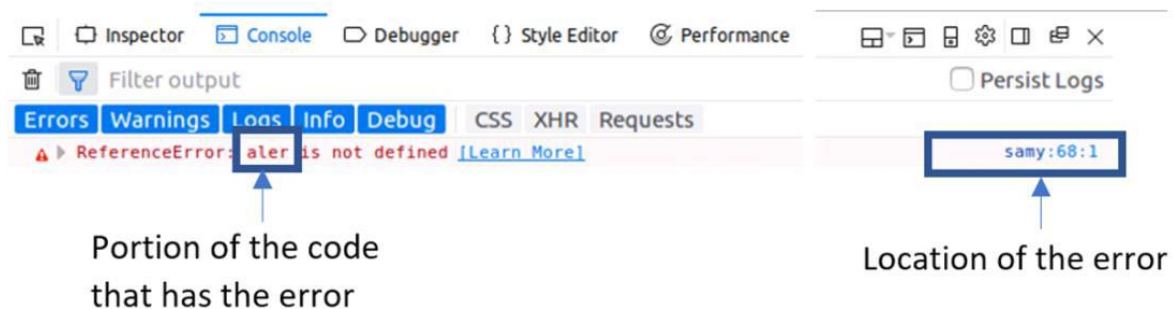 Inspector Console Debugger {} Style Editor Performance
Filter output Persist Logs
Errors Warnings Logs Info Debug CSS XHR Requests
ReferenceError: aler is not defined [Learn More] samy:68:1
Portion of the code
that has the error
Location of the error